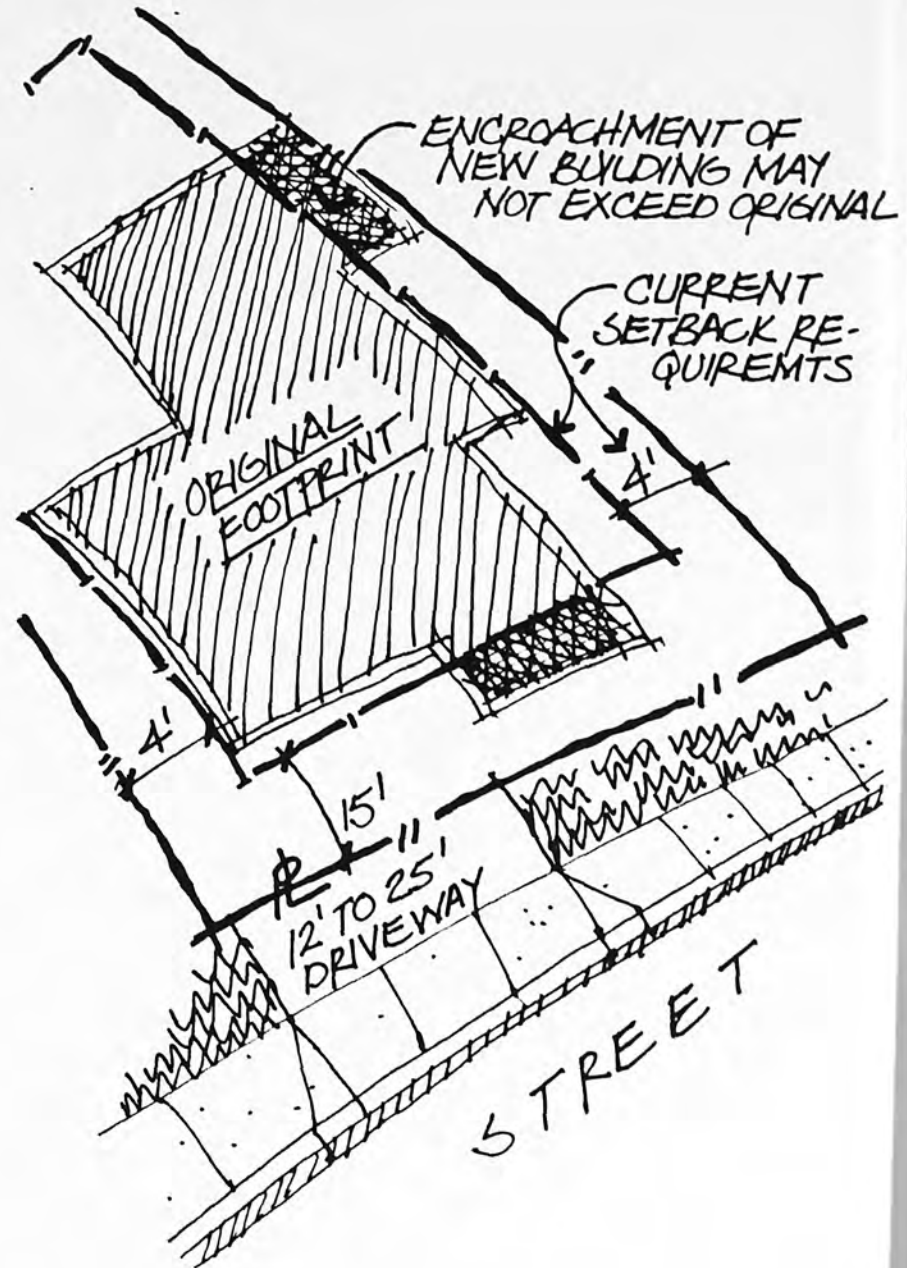 ENCROACHMENT OF
NEW BUILDING MAY
NOT EXCEED ORIGINAL
CURRENT
SETBACK RE-
QUIREMTS
4'
ORIGINAL
FOOTPRINT
4'
15'
PL
12' TO 25'
DRIVEWAY
STREET